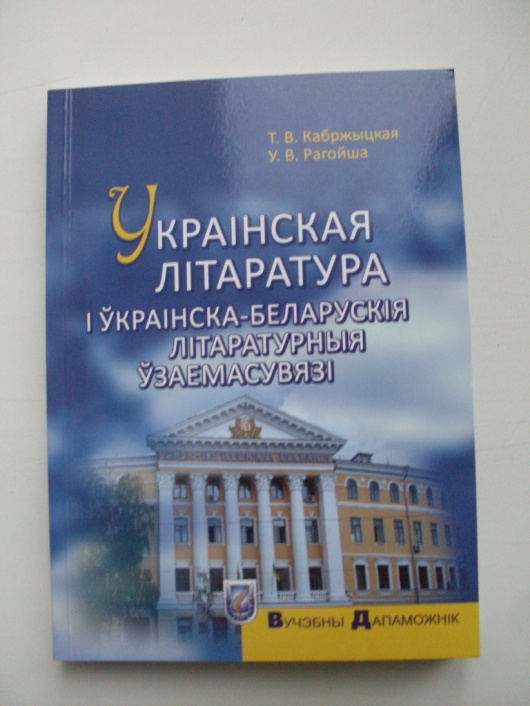 Т. В. Кабржыцкая
У. В. Рагойша
УКРАІНСКАЯ
ЛІТАРАТУРА
І ЎКРАІНСКА-БЕЛАРУСКІЯ
ЛІТАРАТУРНЫЯ
ЎЗАЕМАСУВЯЗІ
ВУЧЭБНЫ ДАПАМОЖНІК